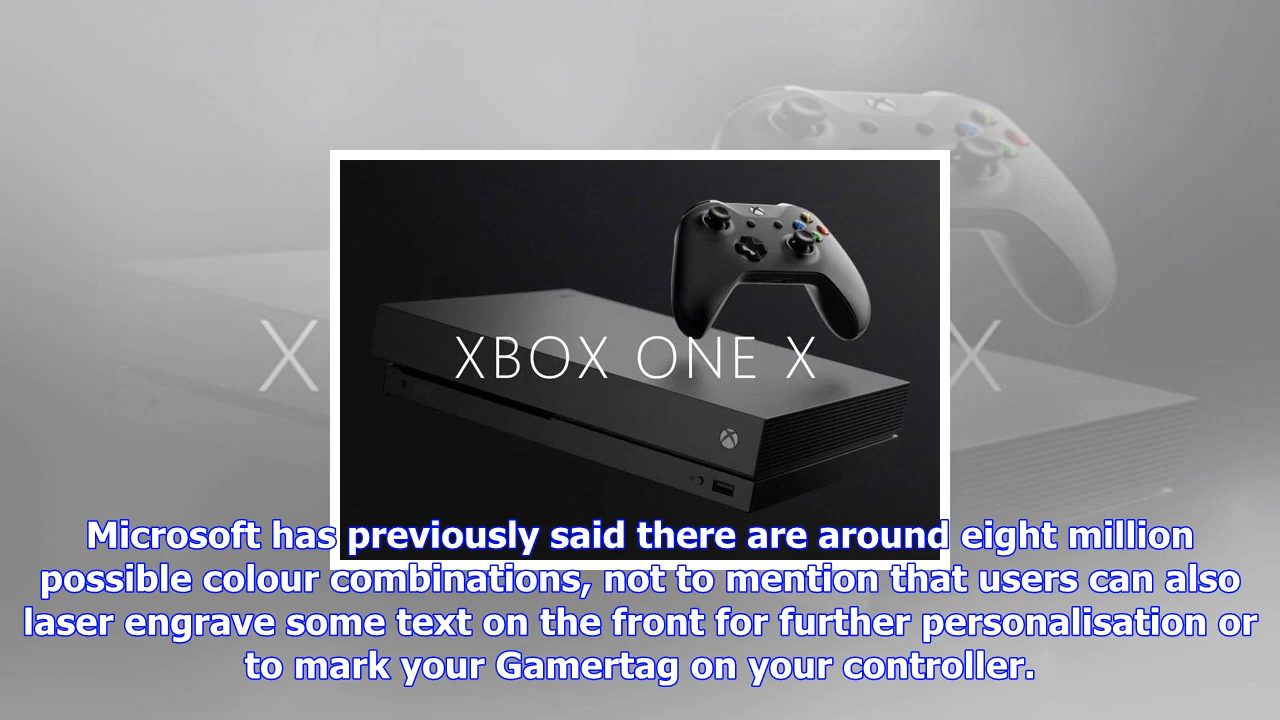 X
XBOX ONE X
X
Microsoft has previously said there are around eight million
possible colour combinations, not to mention that users can also
laser engrave some text on the front for further personalisation or
to mark your Gamertag on your controller.